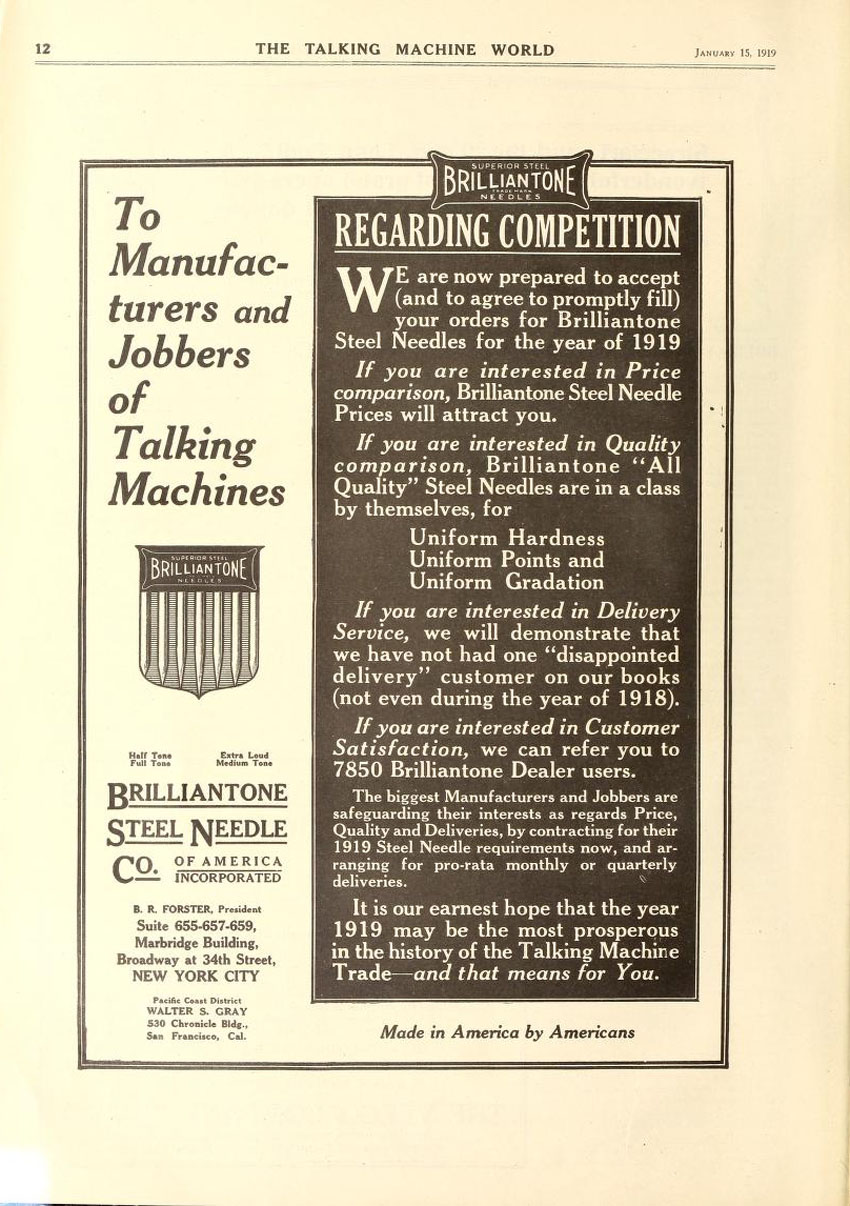 12
THE TALKING MACHINE WORLD
JANUARY 15, 1919
To
Manufac-
turers and
Jobbers
of
Talking
Machines
SUPERIOR STEEL
BRILLIANTONE
NEEDLES
Half Tone
Full Tone
Extra Loud
Medium Tone
BRILLIANTONE
STEEL NEEDLE
CO. OF AMERICA
INCORPORATED
B. R. FORSTER, President
Suite 655-657-659,
Marbridge Building,
Broadway at 34th Street,
NEW YORK CITY
Pacific Coast District
WALTER S. GRAY
530 Chronicle Bldg.,
San Francisco, Cal.
SUPERIOR STEEL
BRILLIANTONE
TRADE MARK
NEEDLES
REGARDING COMPETITION
WE are now prepared to accept
(and to agree to promptly fill)
your orders for Brilliantone
Steel Needles for the year of 1919
If you are interested in Price
comparison, Brilliantone Steel Needle
Prices will attract you.
If you are interested in Quality
comparison, Brilliantone “All
Quality” Steel Needles are in a class
by themselves, for
Uniform Hardness
Uniform Points and
Uniform Gradation
If you are interested in Delivery
Service, we will demonstrate that
we have not had one “disappointed
delivery” customer on our books
(not even during the year of 1918).
If you are interested in Customer
Satisfaction, we can refer you to
7850 Brilliantone Dealer users.
The biggest Manufacturers and Jobbers are
safeguarding their interests as regards Price,
Quality and Deliveries, by contracting for their
1919 Steel Needle requirements now, and ar-
ranging for pro-rata monthly or quarterly
deliveries.
It is our earnest hope that the year
1919 may be the most prosperous
in the history of the Talking Machine
Trade—and that means for You.
Made in America by Americans